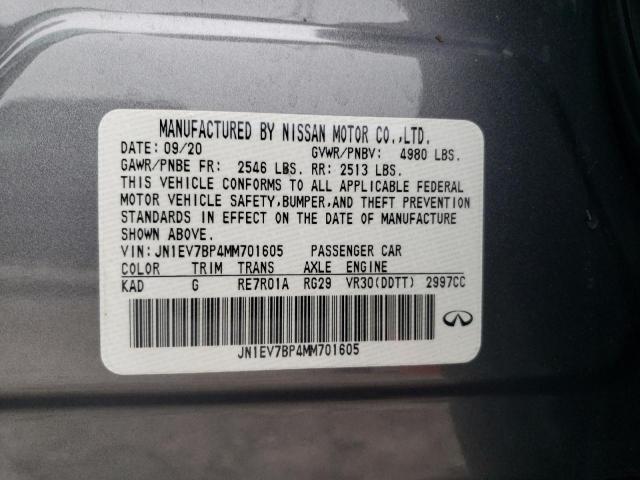 MANUFACTURED BY NISSAN MOTOR CO.,LTD.
DATE: 09/20 GVWR/PNBV: 4980 LBS.
GAWR/PNBE FR: 2546 LBS. RR: 2513 LBS.
THIS VEHICLE CONFORMS TO ALL APPLICABLE FEDERAL
MOTOR VEHICLE SAFETY,BUMPER,AND THEFT PREVENTION
STANDARDS IN EFFECT ON THE DATE OF MANUFACTURE
SHOWN ABOVE.
VIN: JN1EV7BP4MM701605 PASSENGER CAR
COLOR TRIM TRANS AXLE ENGINE
KAD G RE7R01A RG29 VR30(DDTT) 2997CC
JN1EV7BP4MM701605